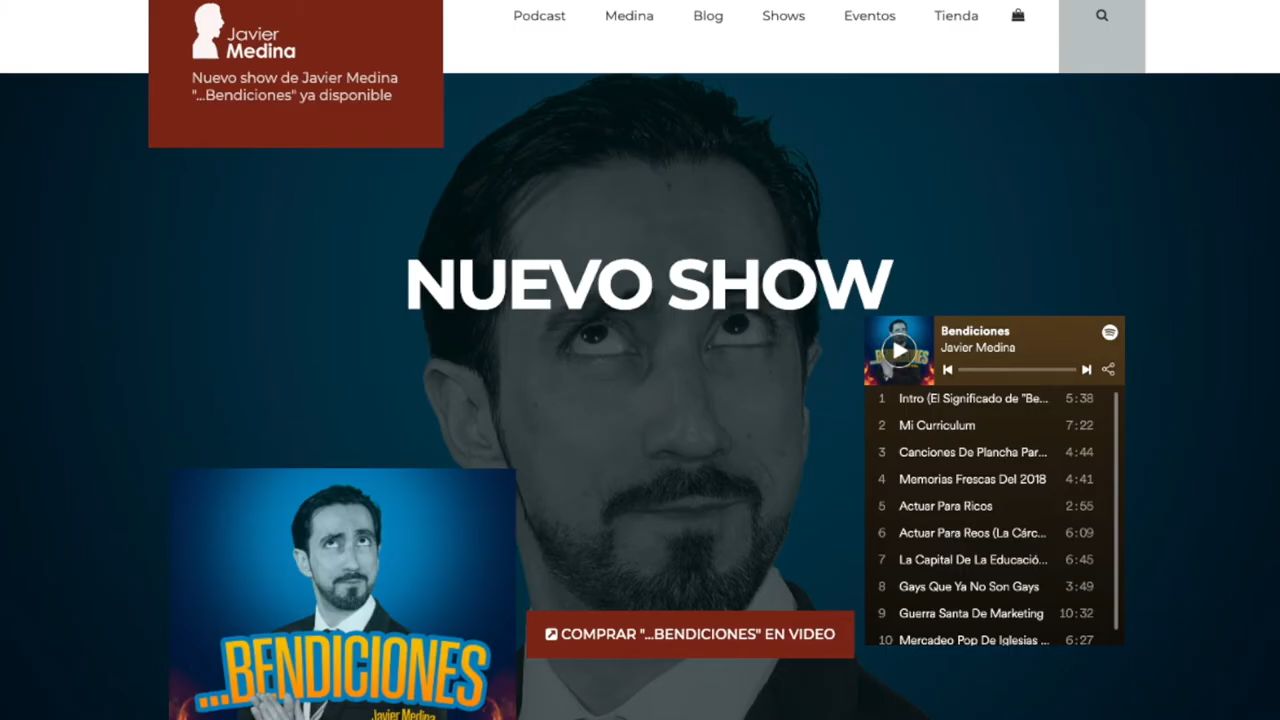 Javier
Medina
Nuevo show de Javier Medina
"...Bendiciones" ya disponible
Podcast
Medina
Blog
Shows
Eventos
Tienda
NUEVO SHOW
Bendiciones
Javier Medina
1 Intro (El Significado de "Be... 5:38
2 Mi Curriculum 7:22
3 Canciones De Plancha Par... 4:44
4 Memorias Frescas Del 2018 4:41
5 Actuar Para Ricos 2:55
6 Actuar Para Reos (La Cárc... 6:09
7 La Capital De La Educació... 6:45
8 Gays Que Ya No Son Gays 3:49
9 Guerra Santa De Marketing 10:32
10 Mercadeo Pop De Iglesias ... 6:27
COMPRAR "...BENDICIONES" EN VIDEO
...BENDICIONES
Javier Medina